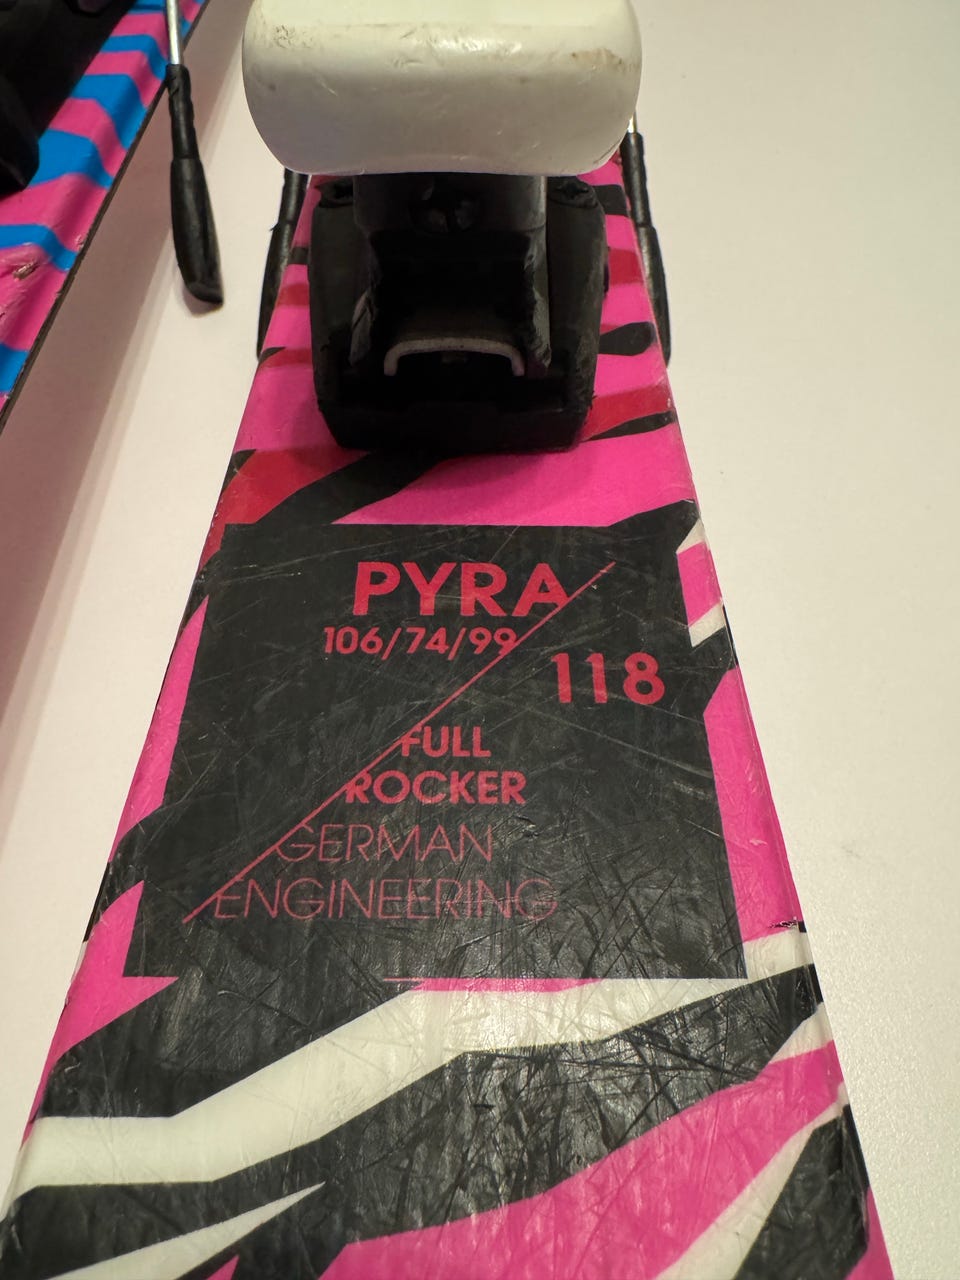 PYRA
106/74/99
118
FULL
ROCKER
GERMAN
ENGINEERING